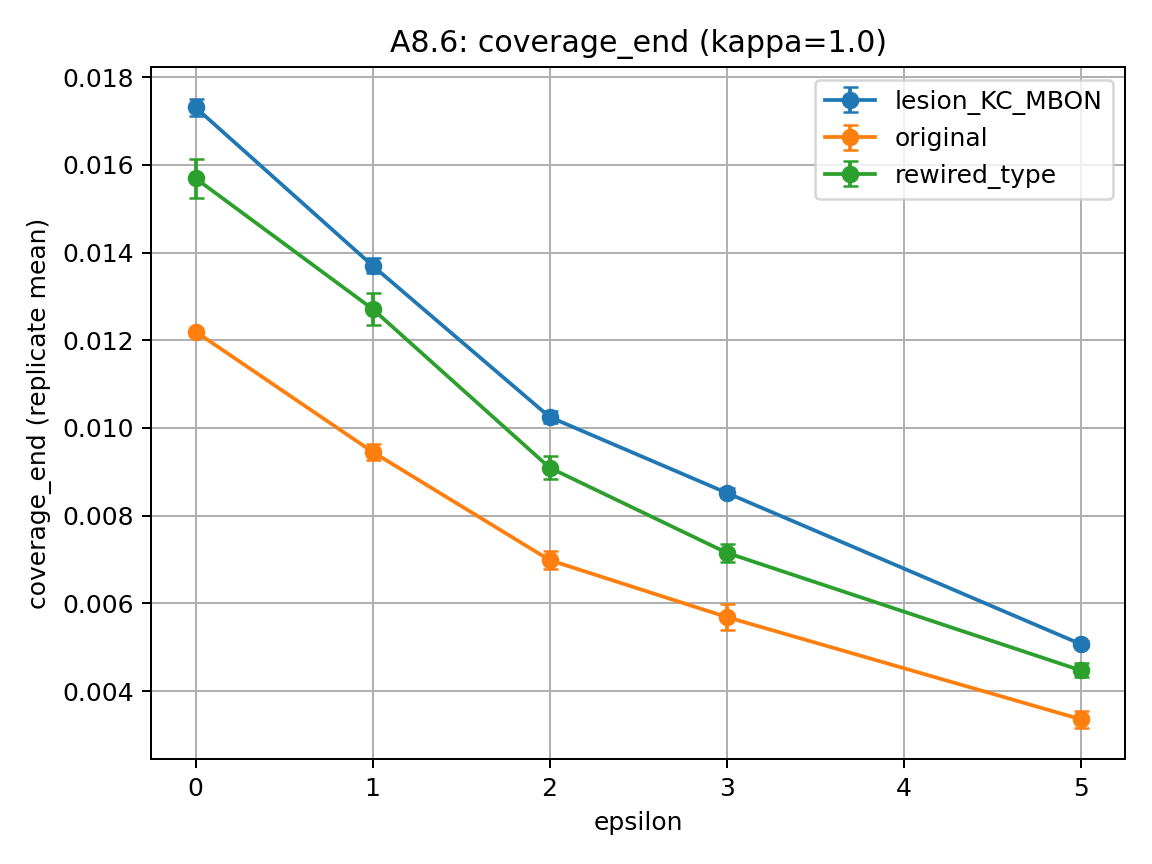 A8.6: coverage_end (kappa=1.0)
lesion_KC_MBON
original
rewired_type
coverage_end (replicate mean)
0.018
0.016
0.014
0.012
0.010
0.008
0.006
0.004
0 1 2 3 4 5
epsilon